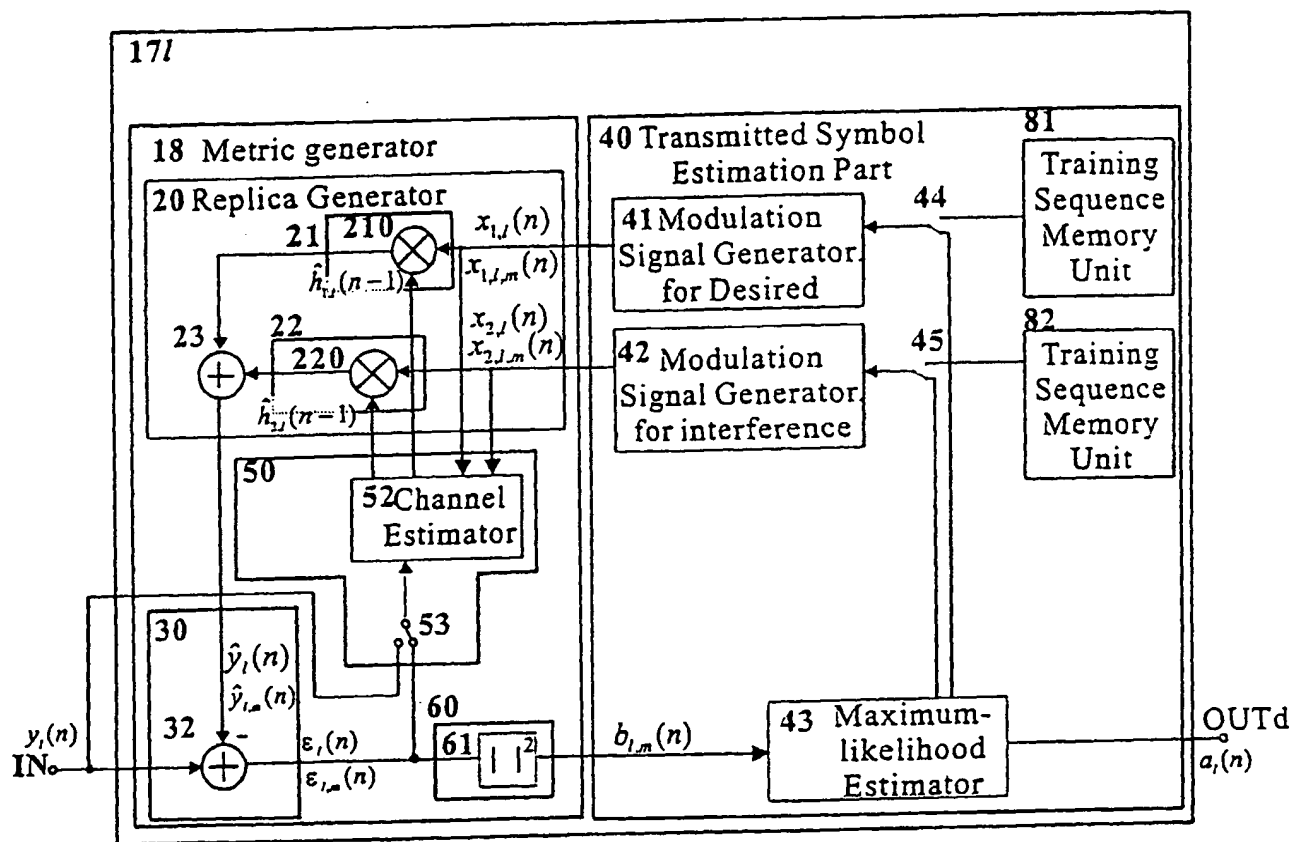 17l
18 Metric generator
20 Replica Generator
21
210
ĥ₁,ₗ(n-1)
x₁,ₗ(n)
x₁,ₗ,ₘ(n)
22
23
220
ĥ₂,ₗ(n-1)
x₂,ₗ(n)
x₂,ₗ,ₘ(n)
50
52 Channel
Estimator
53
30
ŷₗ(n)
ŷₗ,ₘ(n)
32
-
yₗ(n)
IN
εₗ(n)
εₗ,ₘ(n)
60
61
| |²
40 Transmitted Symbol
Estimation Part
41 Modulation
Signal Generator
for Desired
44
81
Training
Sequence
Memory
Unit
42 Modulation
Signal Generator
for interference
45
82
Training
Sequence
Memory
Unit
bₗ,ₘ(n)
43 Maximum-
likelihood
Estimator
OUTd
aₗ(n)